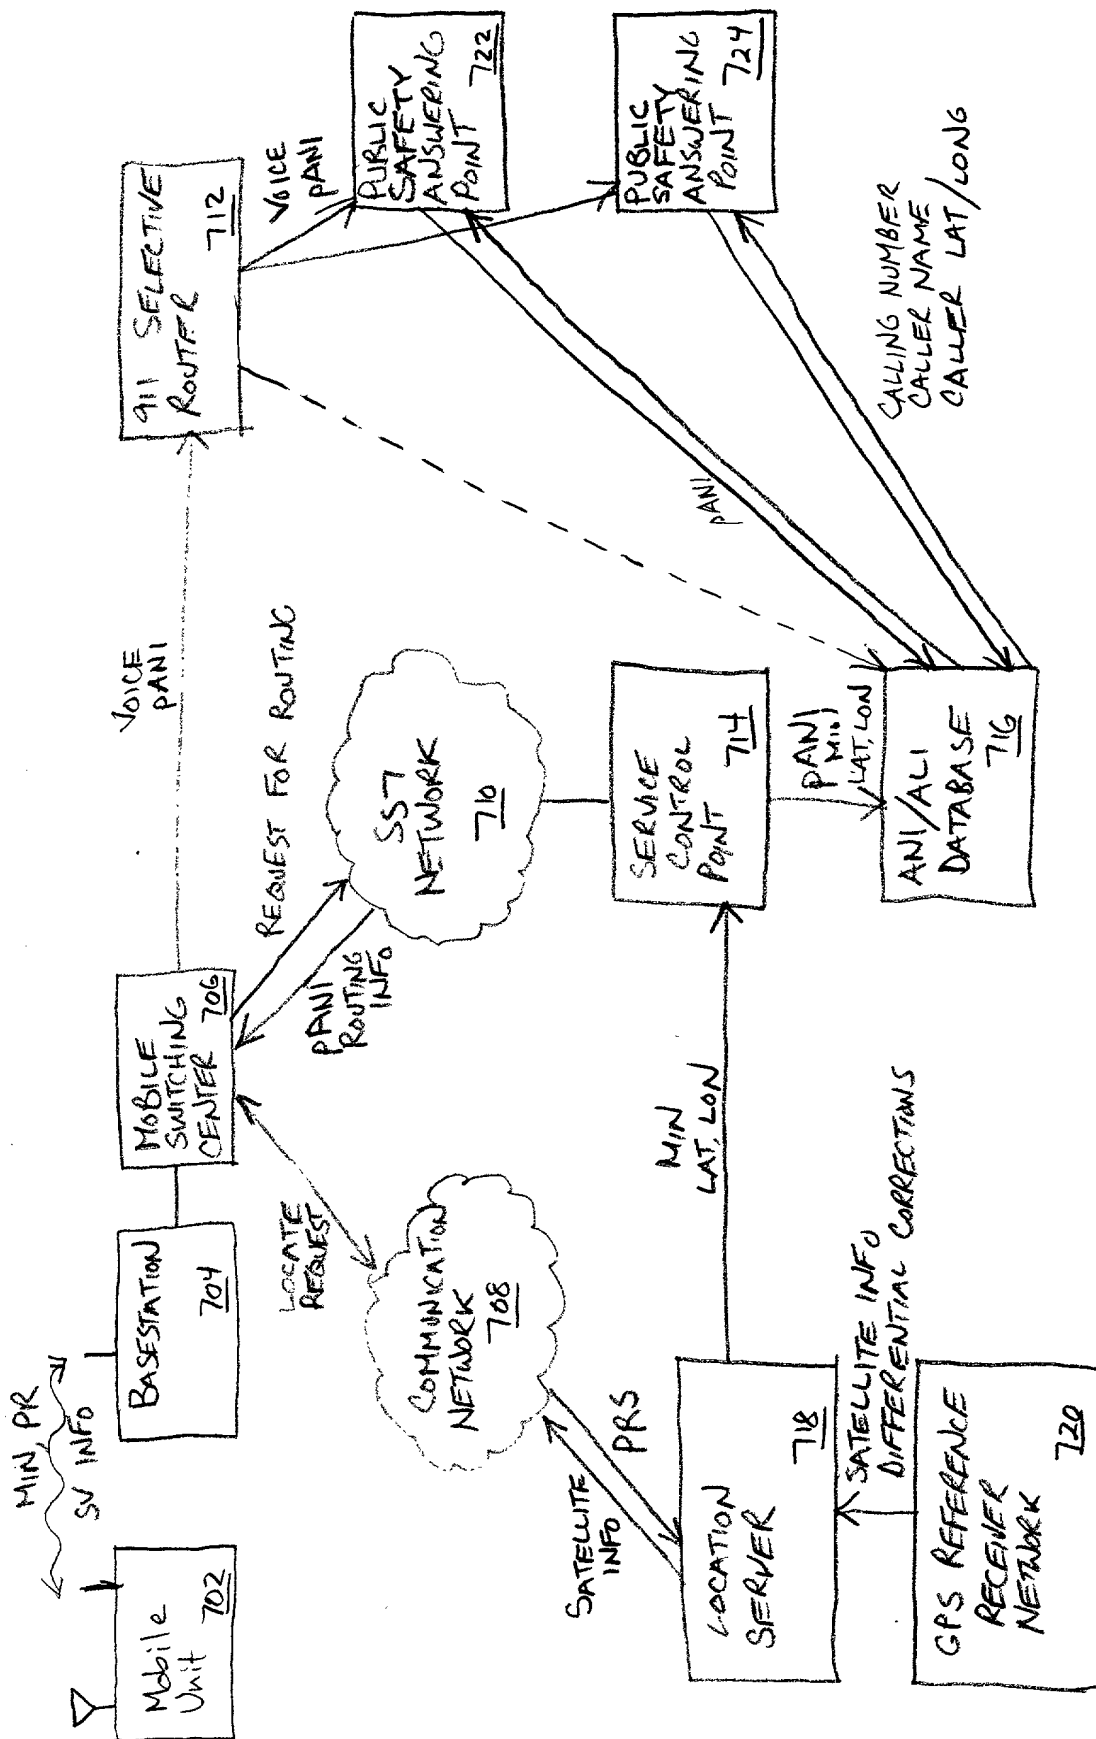 MIN, PR
SV INFO
Mobile
Unit
702
BASESTATION
704
MOBILE
SWITCHING
CENTER
706
VOICE
PANI
911 SELECTIVE
ROUTER
712
VOICE
PANI
PUBLIC
SAFETY
ANSWERING
POINT
722
PUBLIC
SAFETY
ANSWERING
POINT
724
LOCATE
REQUEST
PANI
ROUTING
INFO
REQUEST FOR ROUTING
COMMUNICATION
NETWORK
708
SS7
NETWORK
710
PANI
CALLING NUMBER
CALLER NAME
CALLER LAT/LONG
SATELLITE
INFO
PRS
MIN
LAT, LON
SERVICE
CONTROL
POINT
714
PANI
MIN
LAT, LON
LOCATION
SERVER
718
ANI/ALI
DATABASE
716
SATELLITE INFO
DIFFERENTIAL CORRECTIONS
GPS REFERENCE
RECEIVER
NETWORK
720